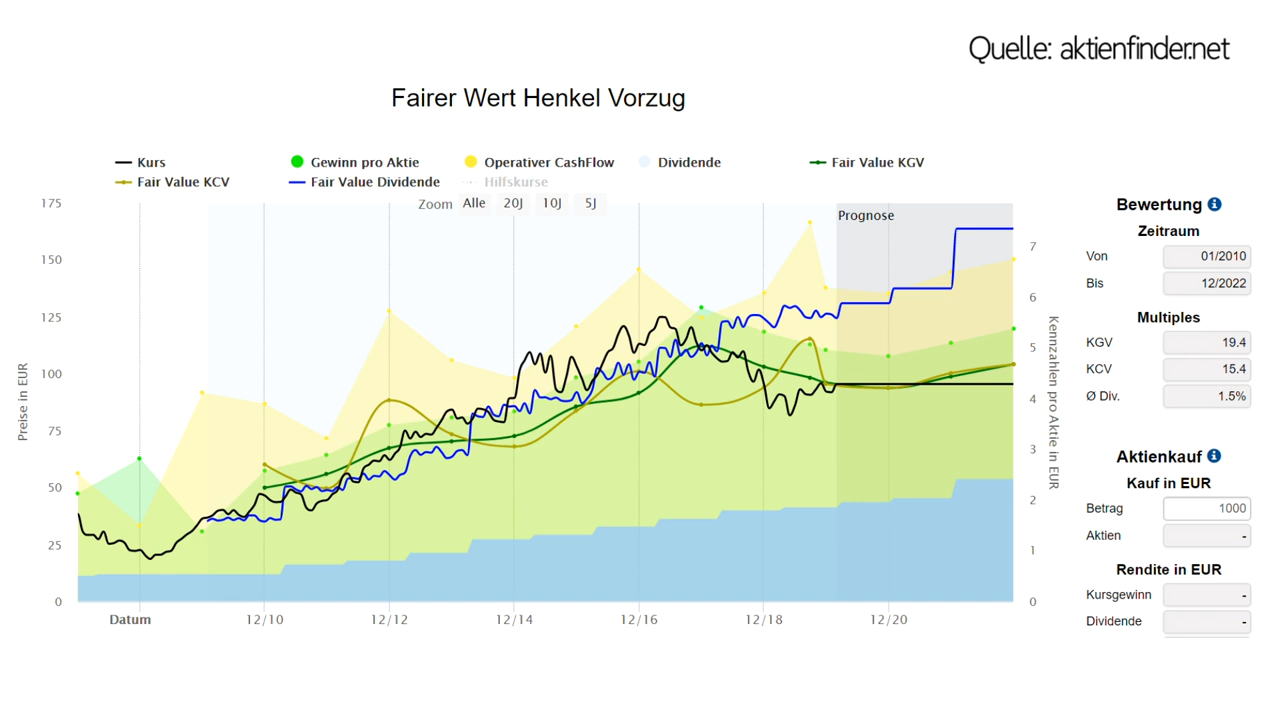 Quelle: aktienfinder.net
Fairer Wert Henkel Vorzug
Kurs
Gewinn pro Aktie
Operativer CashFlow
Dividende
Fair Value KGV
Fair Value KCV
Fair Value Dividende
Hilfskurse
Zoom Alle 20J 10J 5J
Prognose
Preise in EUR
175
150
125
100
75
50
25
0
Kennzahlen pro Aktie in EUR
7
6
5
4
3
2
1
0
Datum 12/10 12/12 12/14 12/16 12/18 12/20
Bewertung i
Zeitraum
Von 01/2010
Bis 12/2022
Multiples
KGV 19.4
KCV 15.4
Ø Div. 1.5%
Aktienkauf i
Kauf in EUR
Betrag 1000
Aktien -
Rendite in EUR
Kursgewinn -
Dividende -